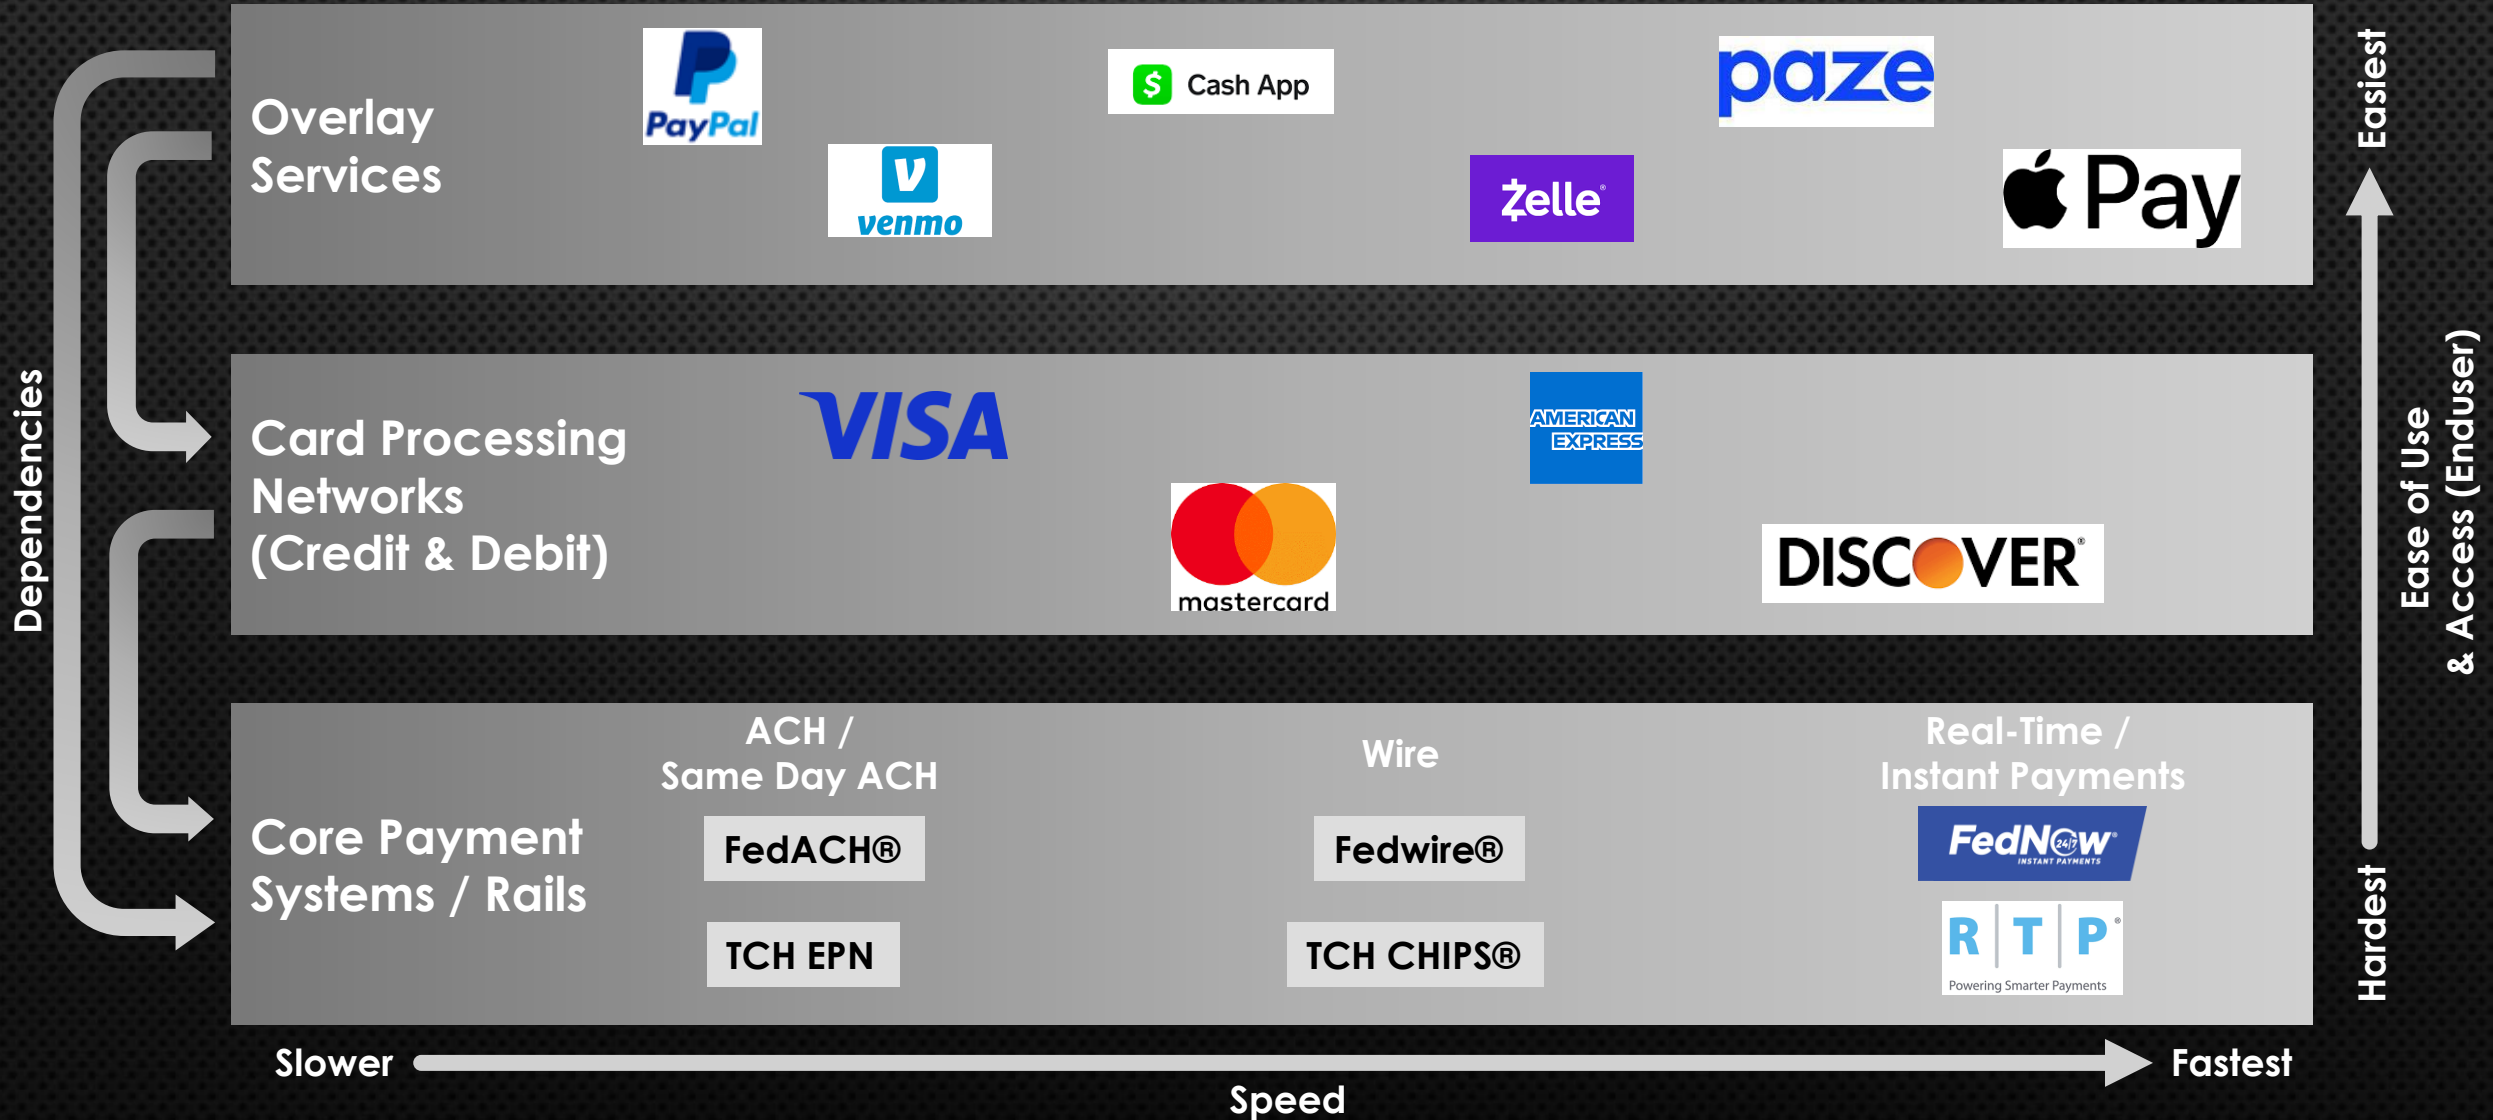 Overlay
Services
PayPal
venmo
$ Cash App
Zelle®
paze
Pay
Card Processing
Networks
(Credit & Debit)
VISA
mastercard
AMERICAN
EXPRESS
DISCOVER®
Core Payment
Systems / Rails
ACH /
Same Day ACH
FedACH®
TCH EPN
Wire
Fedwire®
TCH CHIPS®
Real-Time /
Instant Payments
FedNow® 24/7
INSTANT PAYMENTS
R T P®
Powering Smarter Payments
Dependencies
Easiest
Ease of Use
& Access (Enduser)
Hardest
Slower
Fastest
Speed